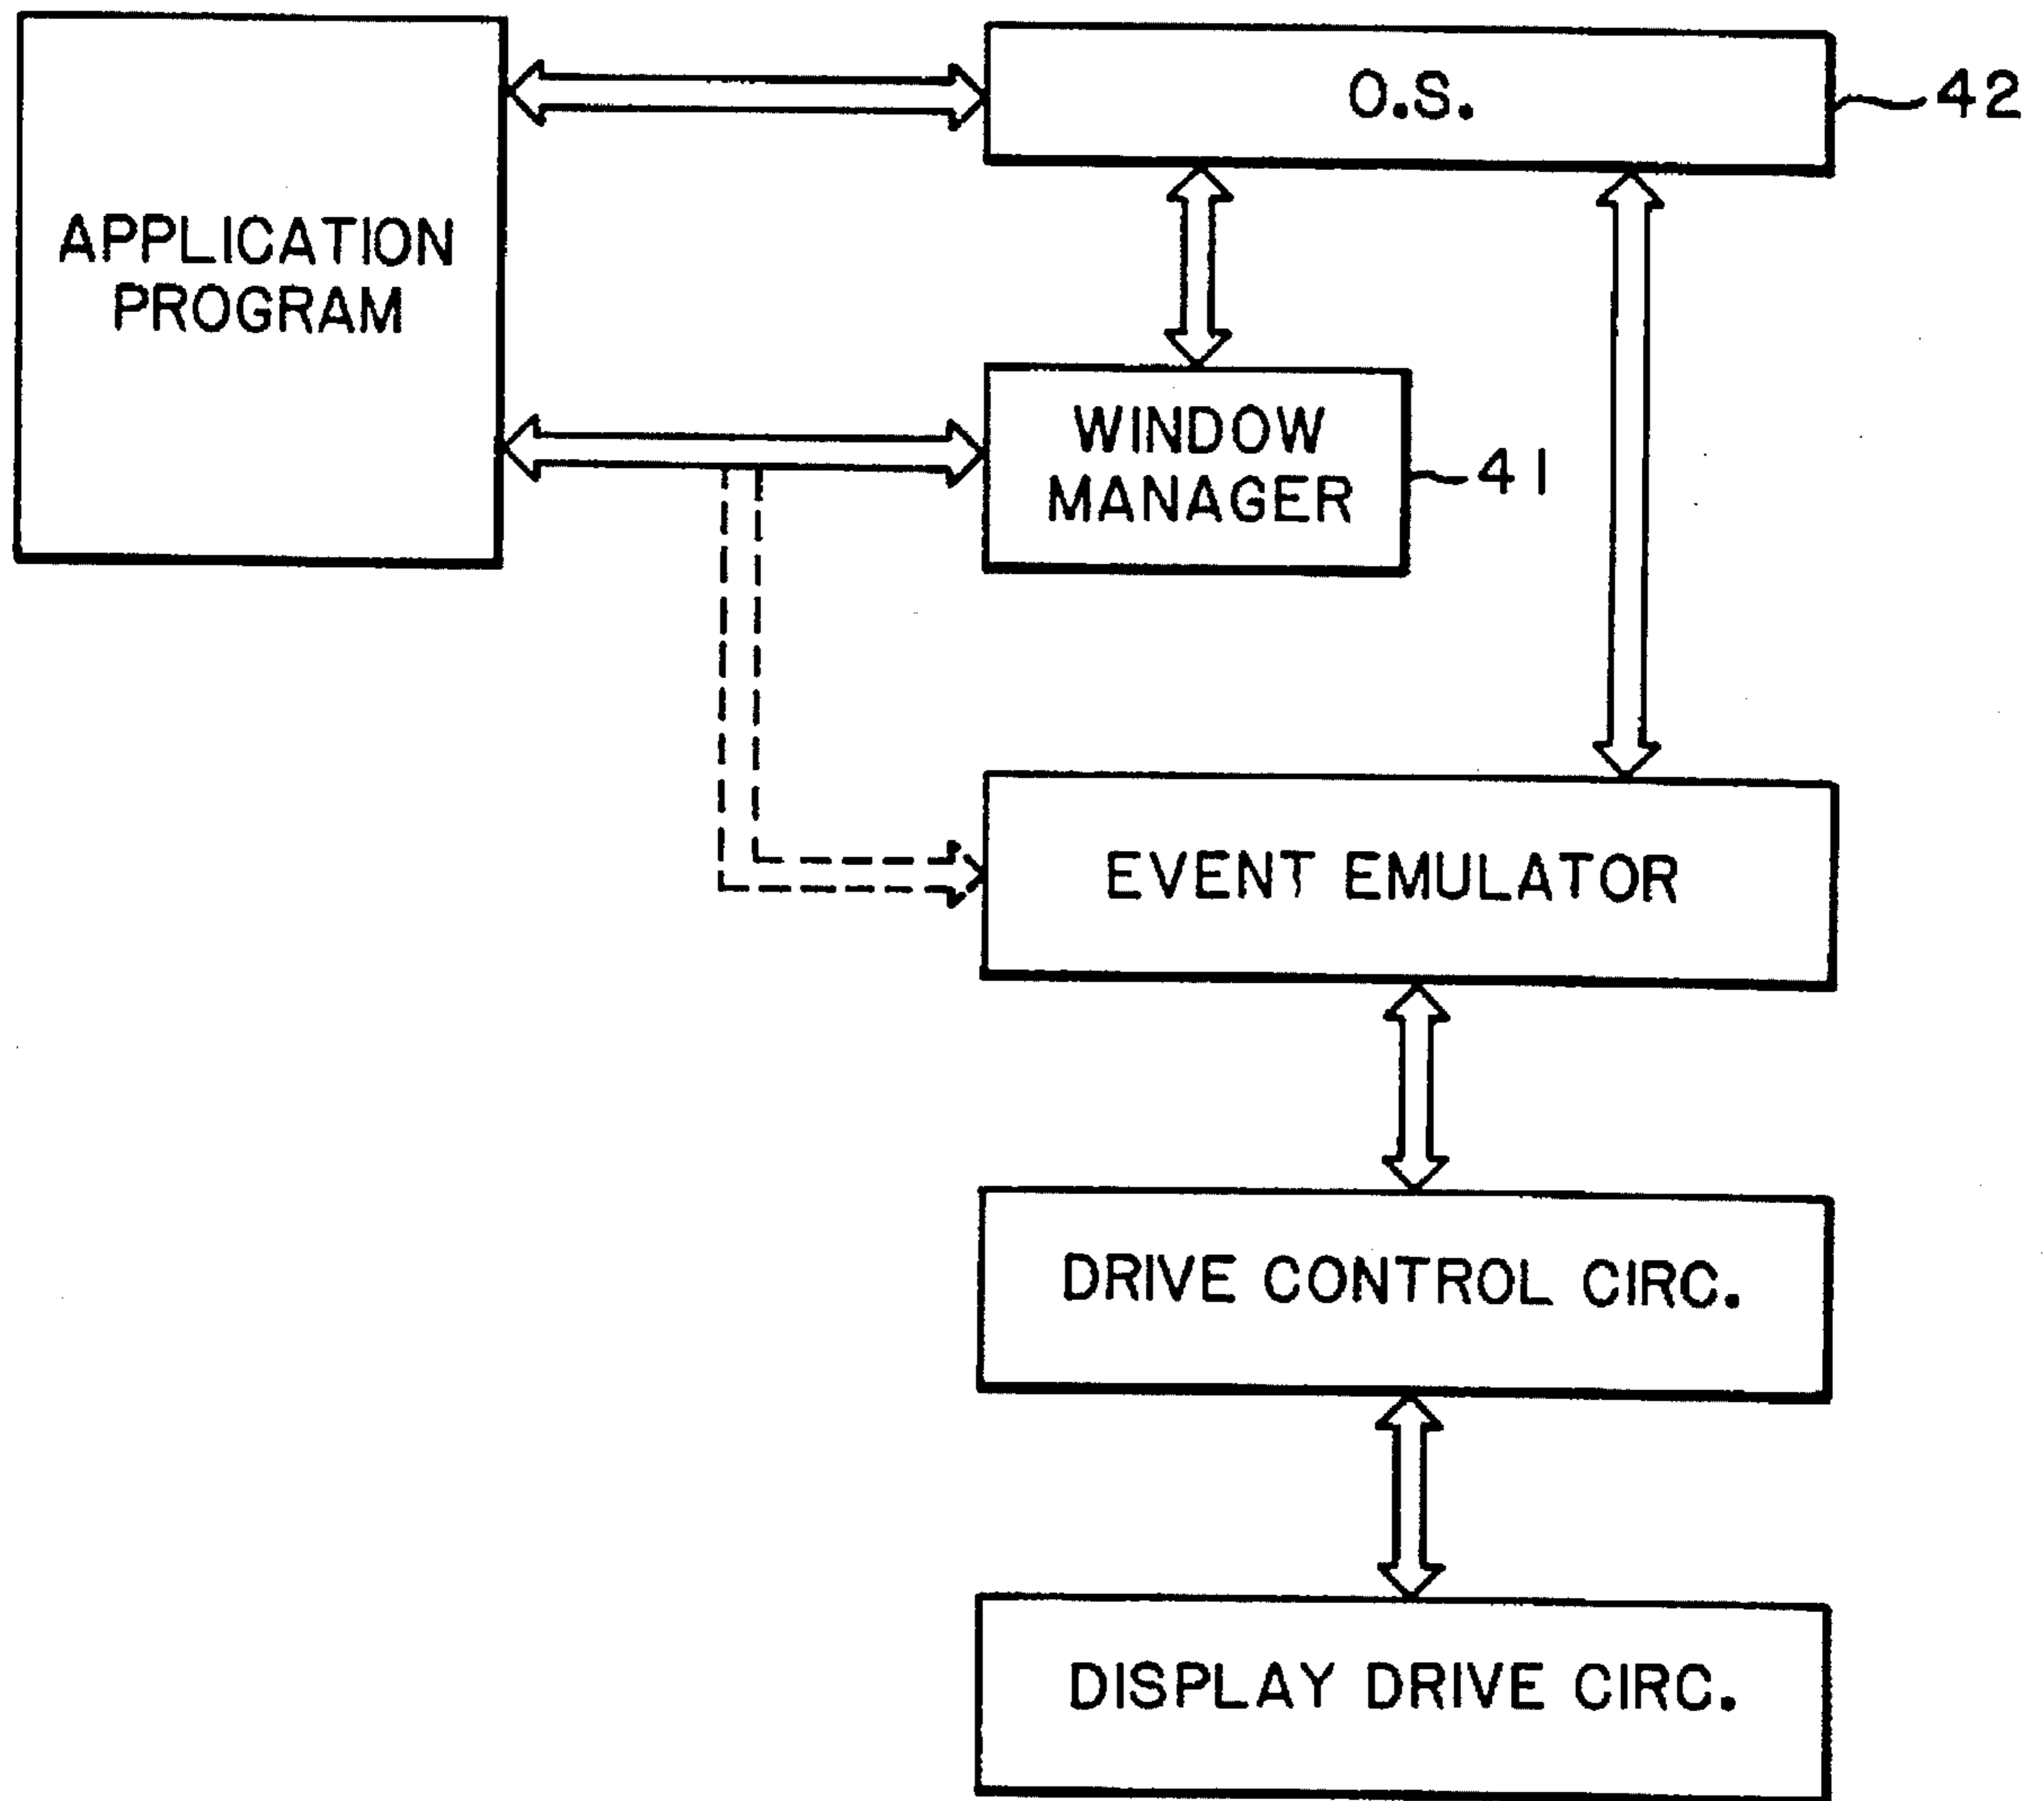 APPLICATION
PROGRAM
O.S.
42
WINDOW
MANAGER
41
EVENT EMULATOR
DRIVE CONTROL CIRC.
DISPLAY DRIVE CIRC.